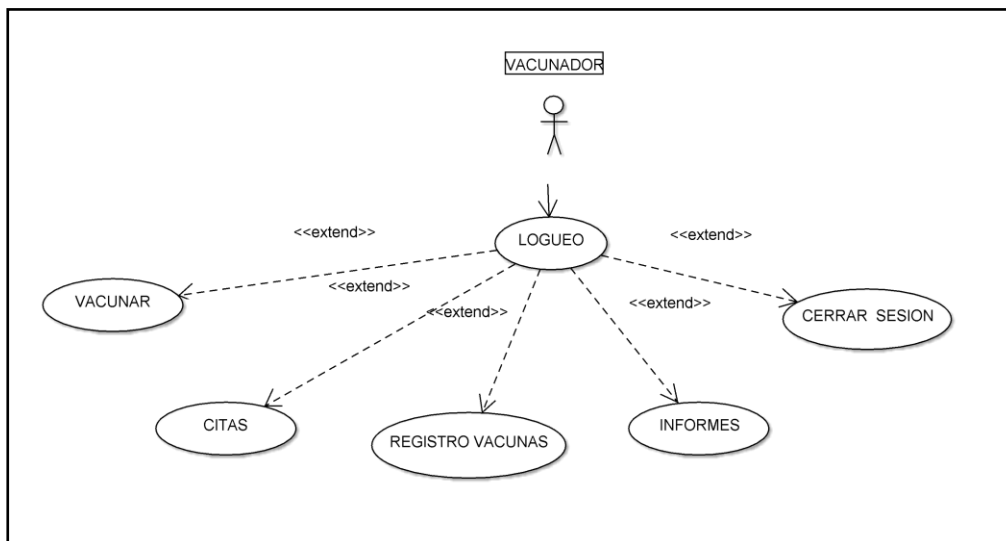 VACUNADOR
LOGUEO
<<extend>>
<<extend>>
<<extend>>
<<extend>>
<<extend>>
VACUNAR
CERRAR SESION
CITAS
REGISTRO VACUNAS
INFORMES